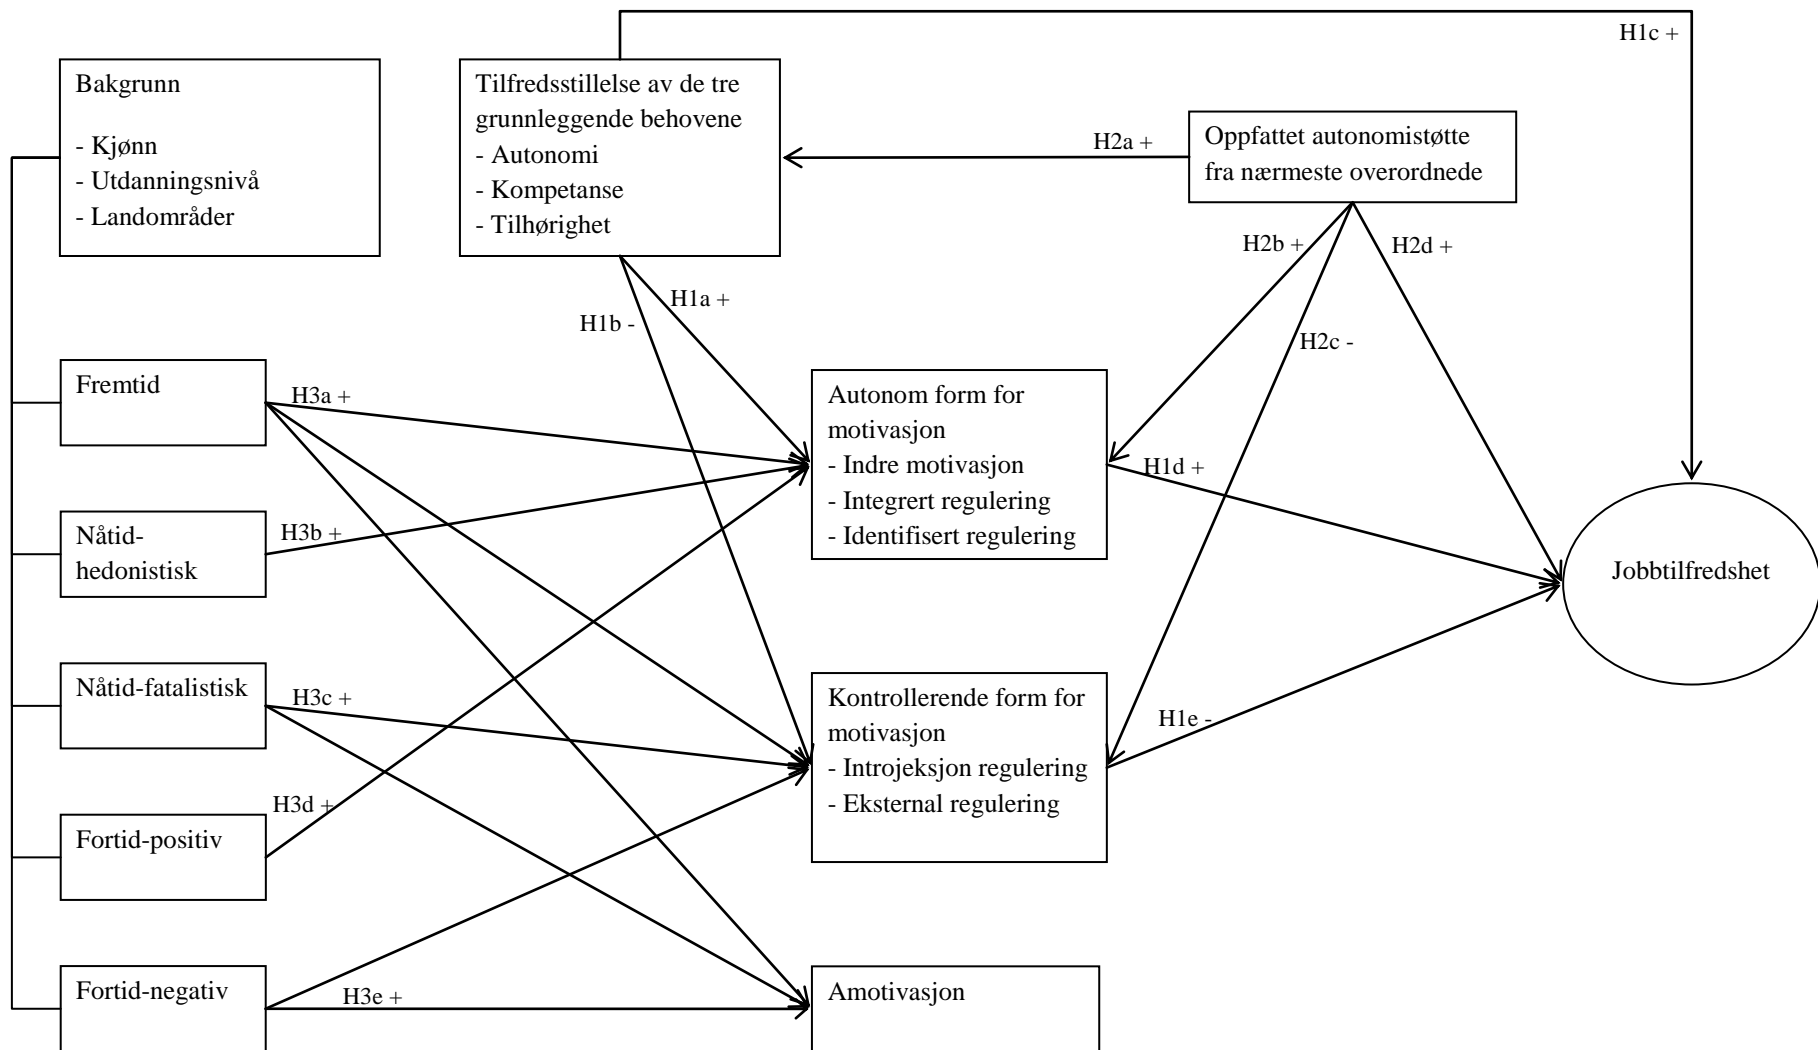 H1c +
Bakgrunn
- Kjønn
- Utdanningsnivå
- Landområder
Tilfredsstillelse av de tre
grunnleggende behovene
- Autonomi
- Kompetanse
- Tilhørighet
H2a +
Oppfattet autonomistøtte
fra nærmeste overordnede
H2b +
H2d +
H1a +
H1b -
H2c -
Fremtid
H3a +
Autonom form for
motivasjon
- Indre motivasjon
- Integrert regulering
- Identifisert regulering
H1d +
Nåtid-
hedonistisk
H3b +
Jobbtilfredshet
Nåtid-fatalistisk
H3c +
Kontrollerende form for
motivasjon
- Introjeksjon regulering
- Eksternal regulering
H1e -
Fortid-positiv
H3d +
Fortid-negativ
H3e +
Amotivasjon